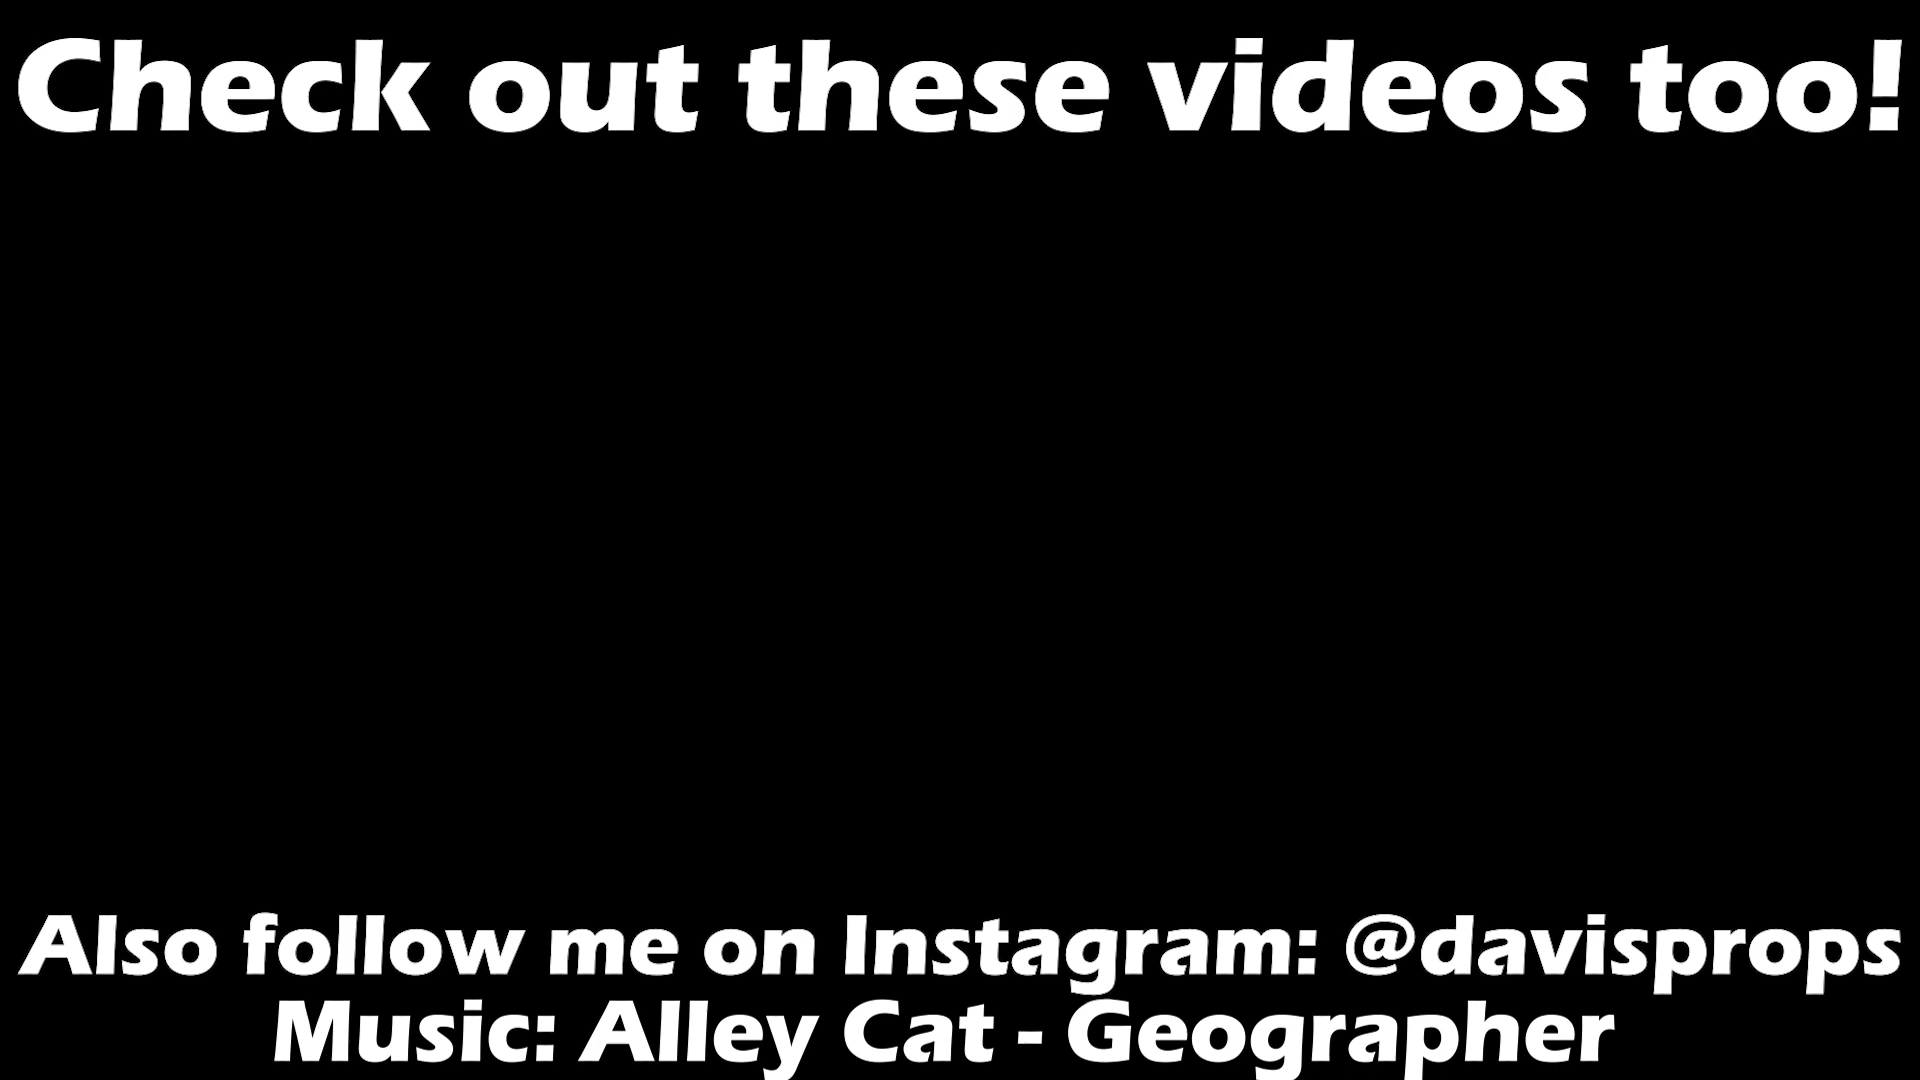 Check out these videos too!
Also follow me on Instagram: @davisprops
Music: Alley Cat - Geographer